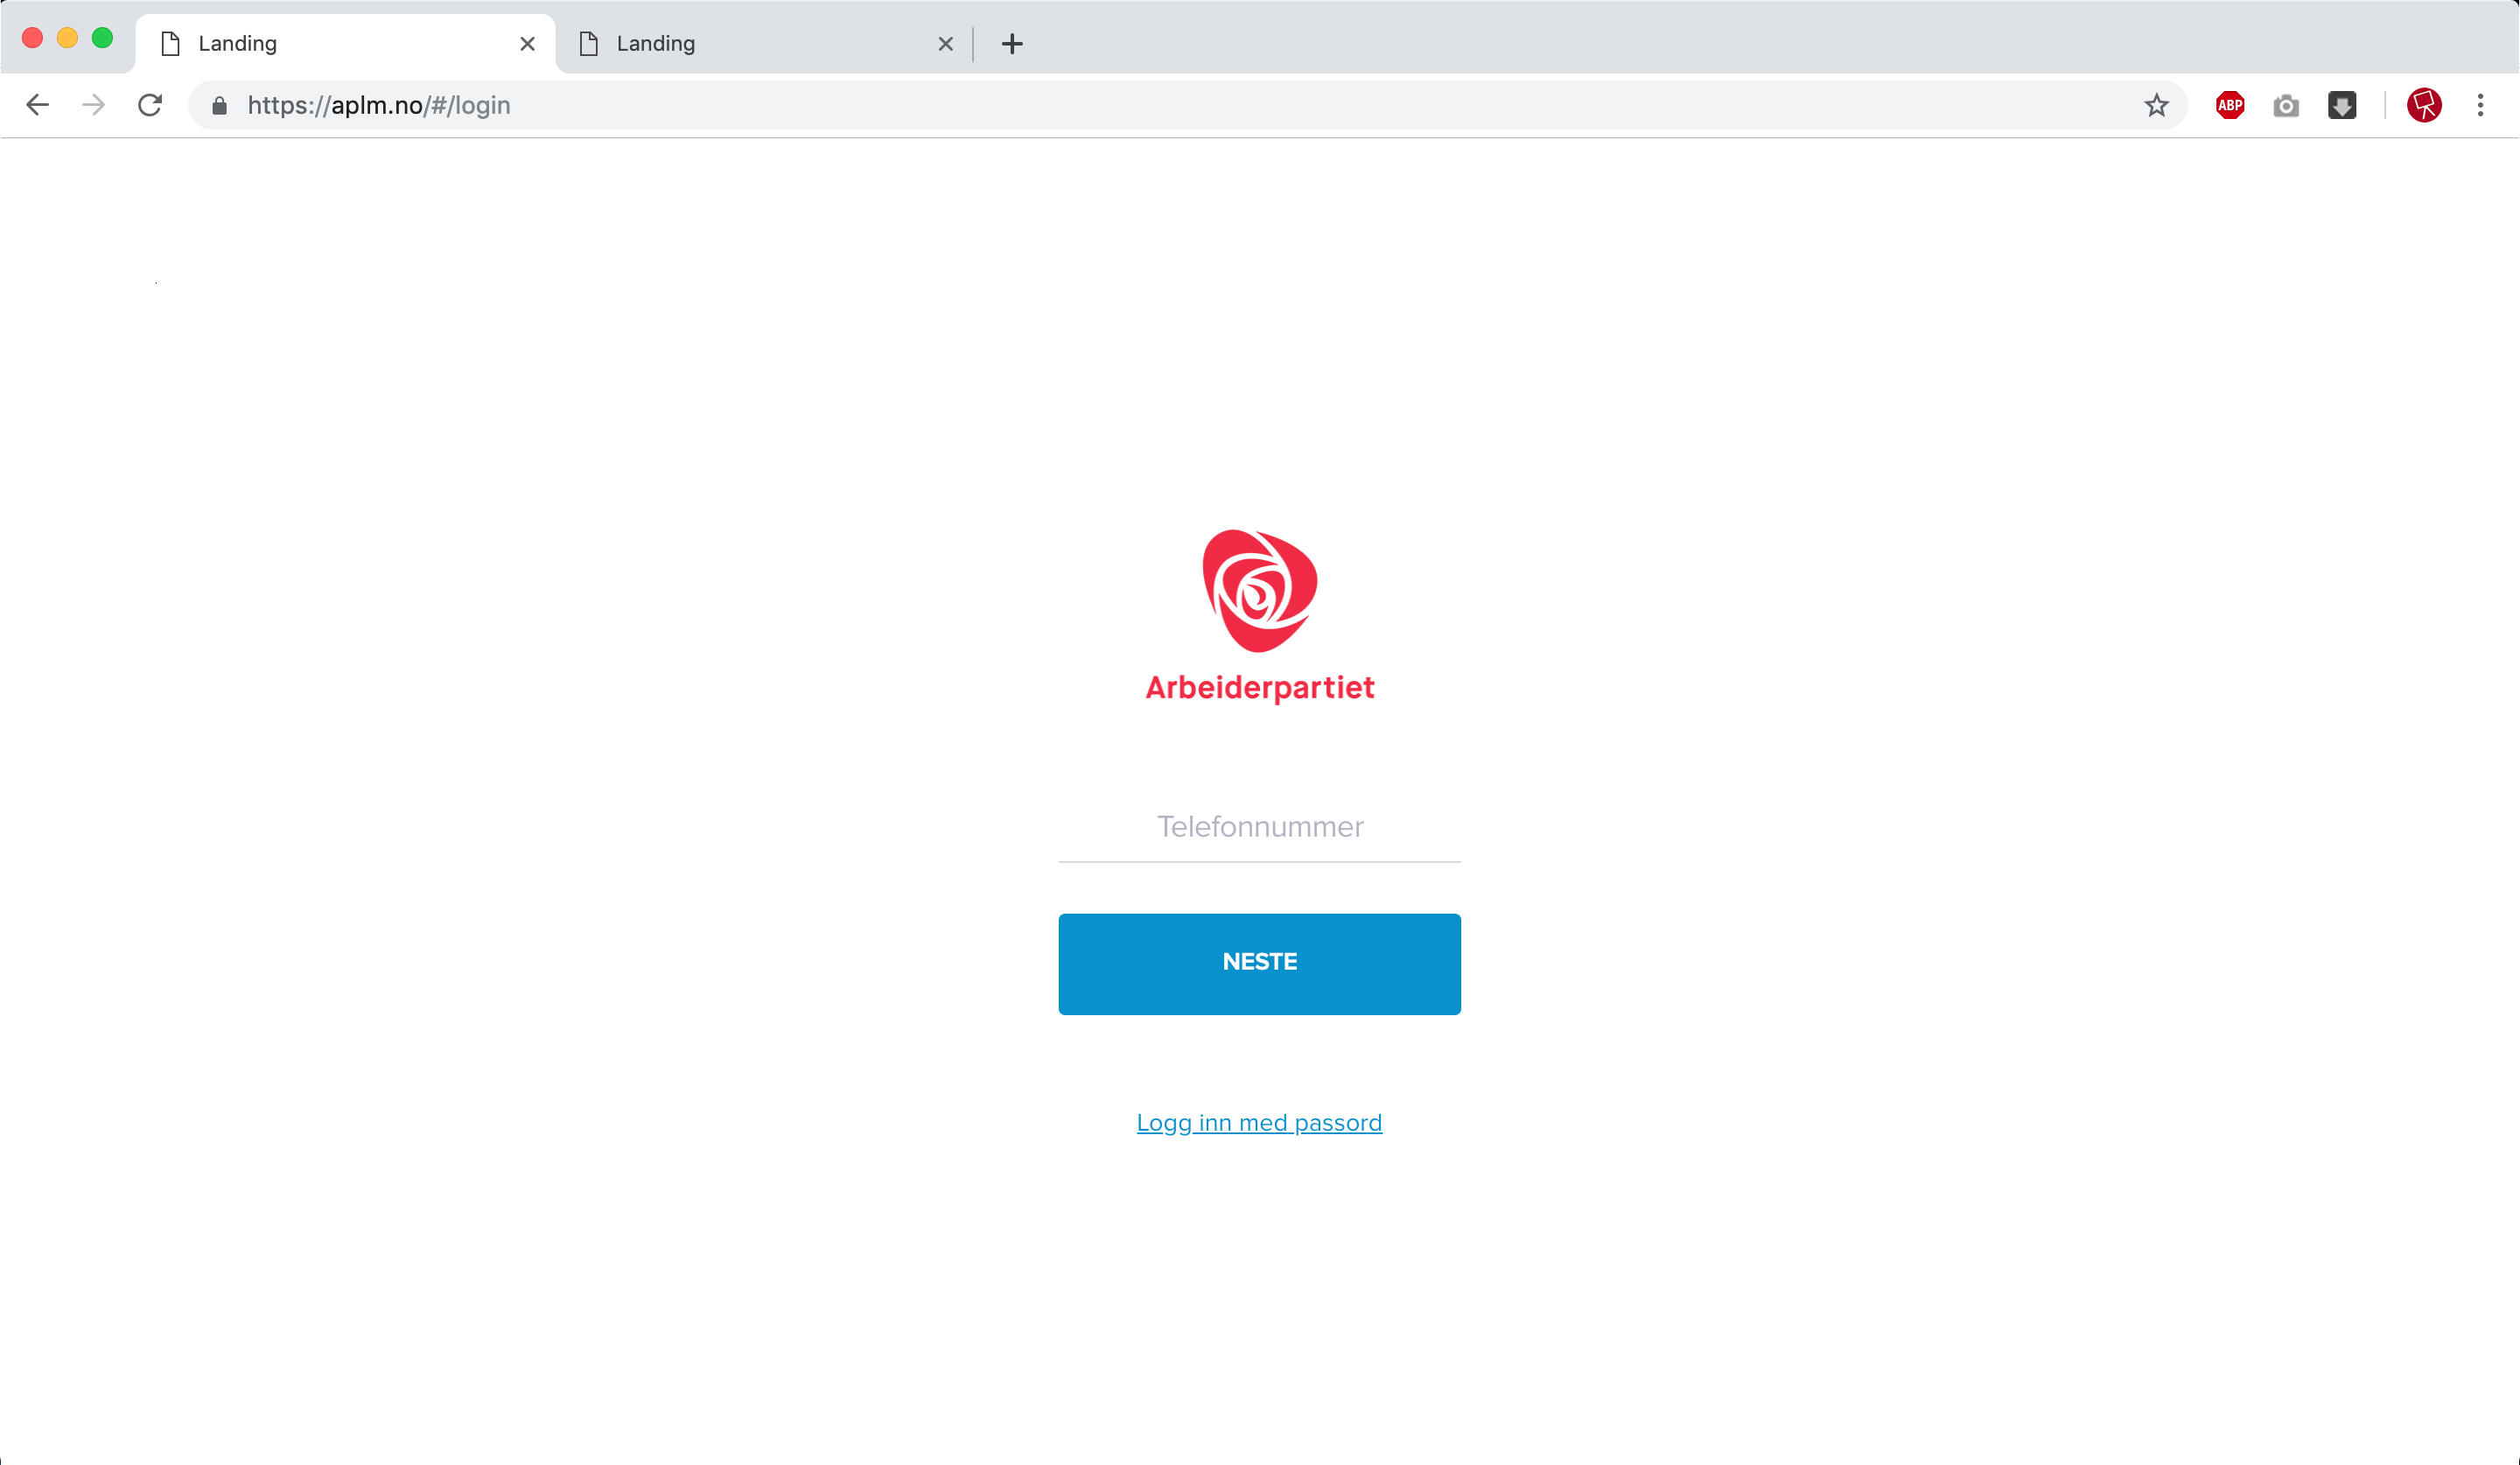 Landing
Landing
https://aplm.no/#/login
ABP
Arbeiderpartiet
Telefonnummer
NESTE
Logg inn med passord